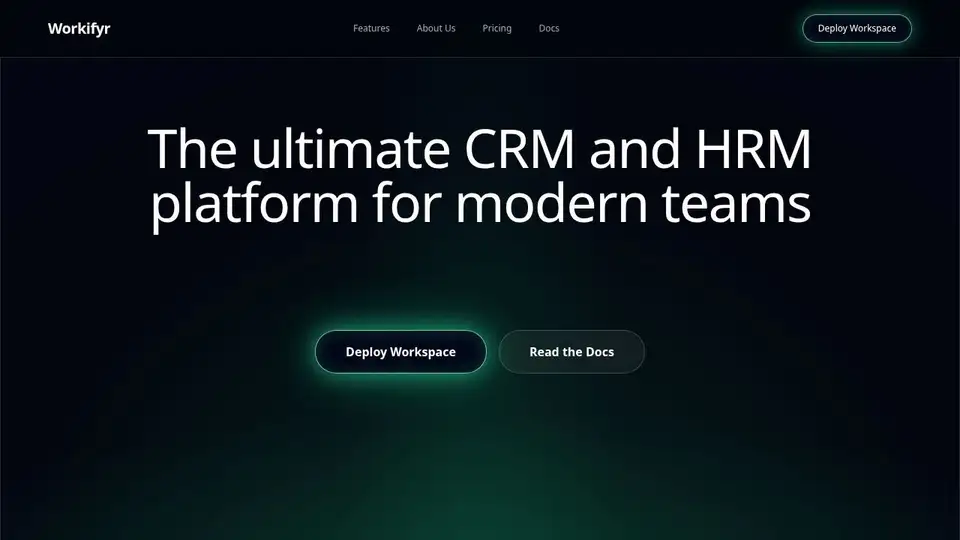 Workifyr
Features
About Us
Pricing
Docs
Deploy Workspace
The ultimate CRM and HRM
platform for modern teams
Deploy Workspace
Read the Docs